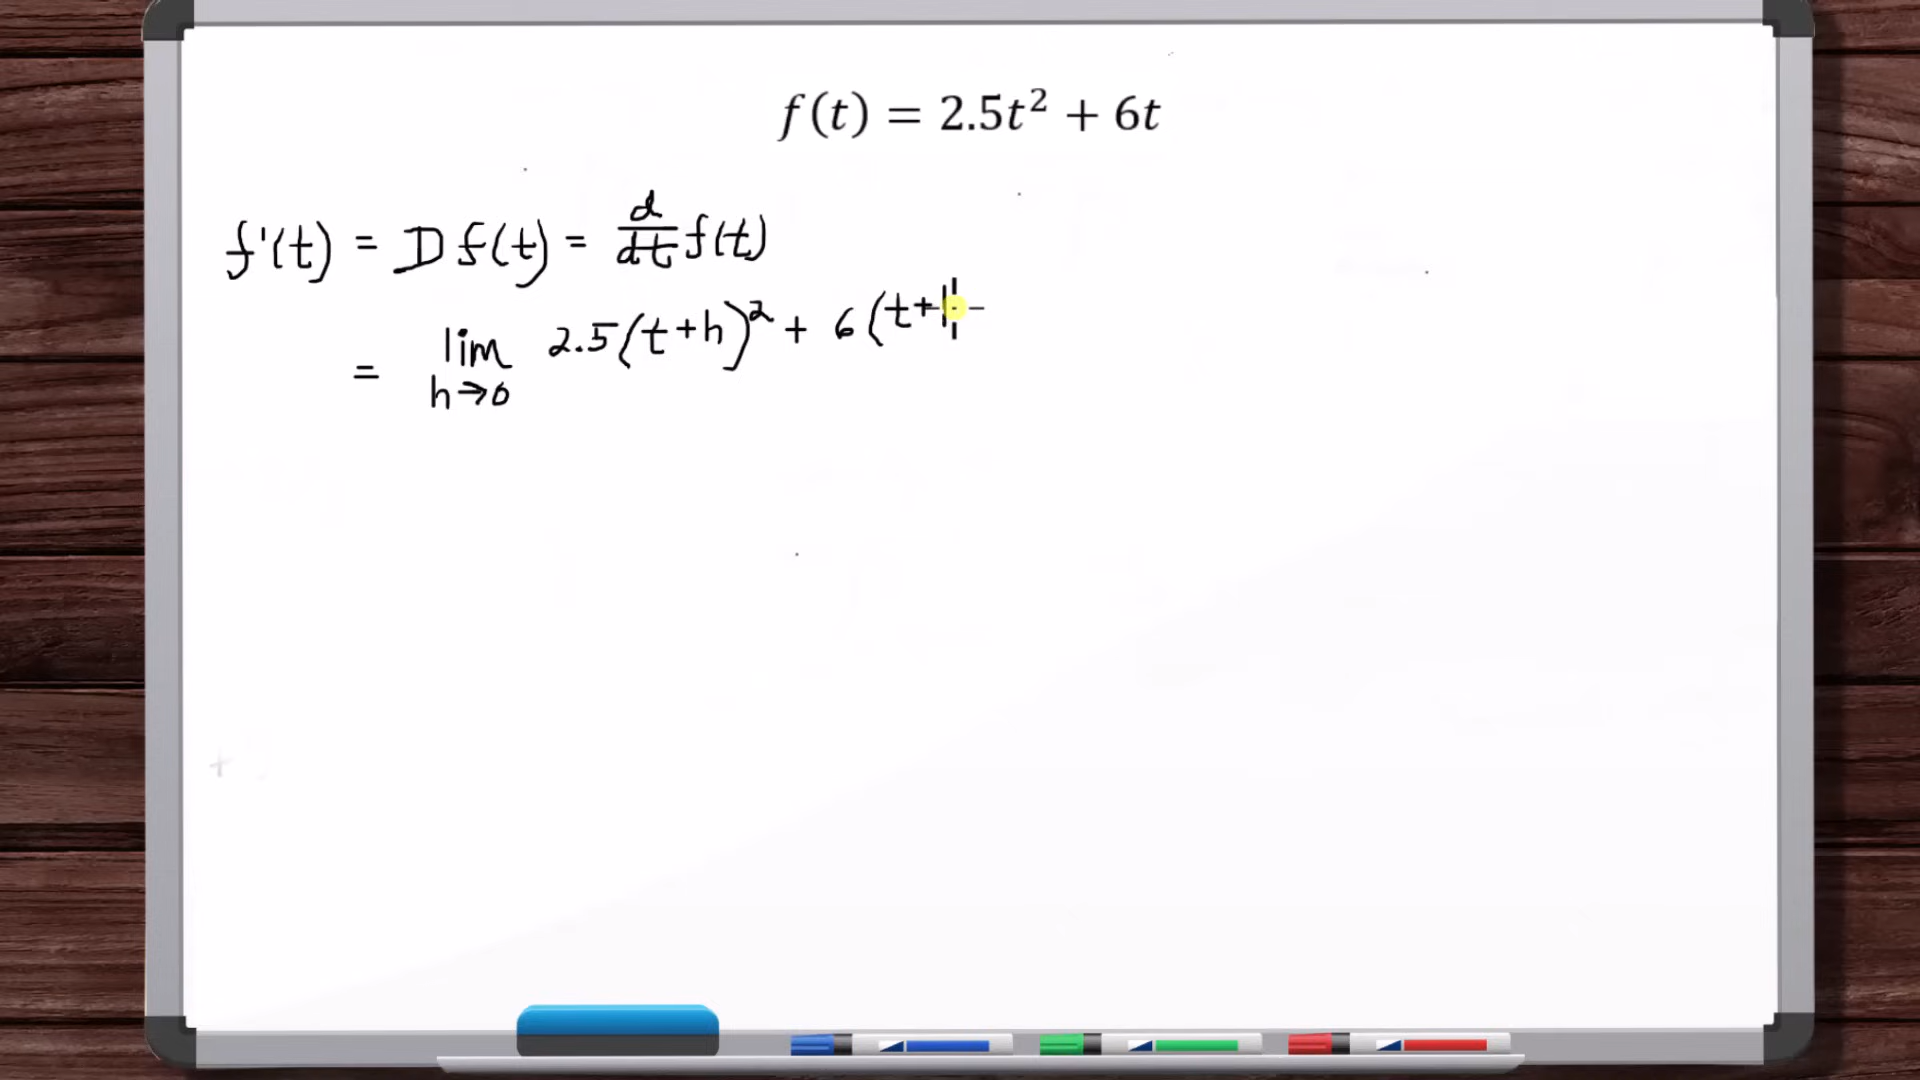 f(t) = 2.5t² + 6t
f'(t) = D f(t) = d/dt f(t)
= lim h→0 2.5(t+h)² + 6(t+